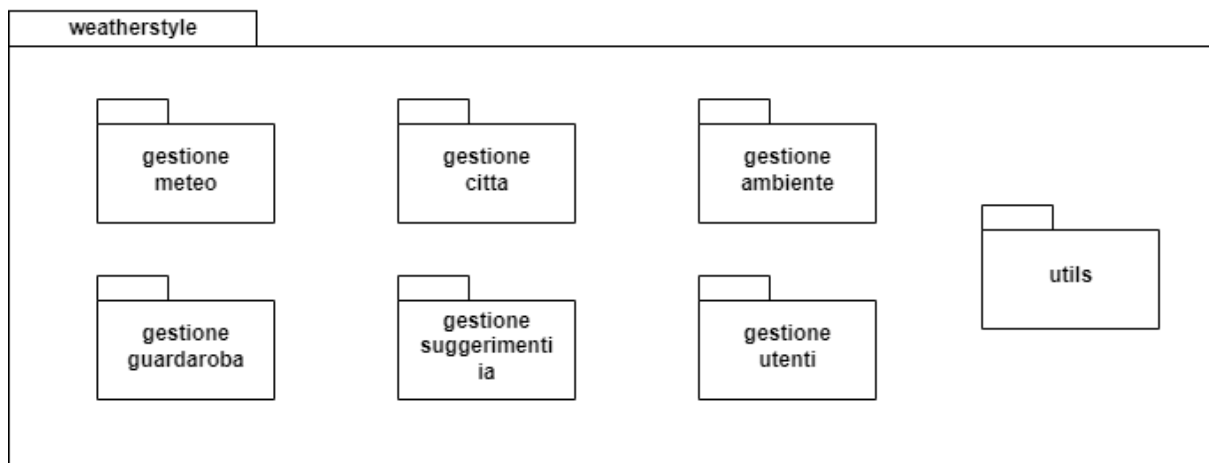 weatherstyle
gestione
meteo
gestione
citta
gestione
ambiente
utils
gestione
guardaroba
gestione
suggerimenti
ia
gestione
utenti